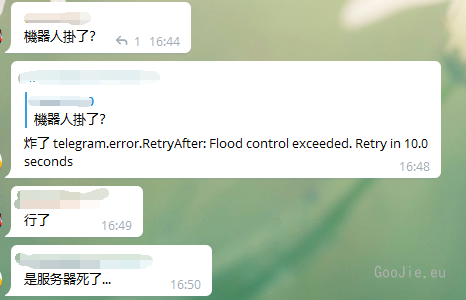 機器人掛了?
1 16:44
機器人掛了?
炸了 telegram.error.RetryAfter: Flood control exceeded. Retry in 10.0
seconds
16:48
行了
16:49
是服务器死了...
16:50
GooJie.eu